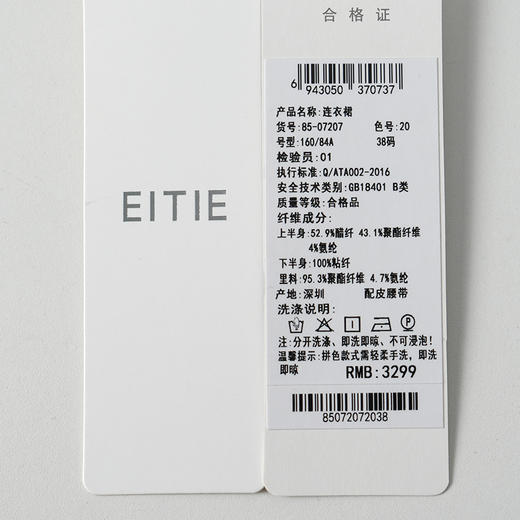 合格证
6 943050 370737
产品名称:连衣裙
货号:85-07207 色号:20
号型:160/84A 38码
检验员:01
执行标准:Q/ATA002-2016
安全技术类别:GB18401 B类
质量等级:合格品
纤维成分:
上半身:52.9%醋纤 43.1%聚酯纤维
4%氨纶
下半身:100%粘纤
里料:95.3%聚酯纤维 4.7%氨纶
产地:深圳 配皮腰带
洗涤说明:
P
注:分开洗涤、即洗即晾、不可浸泡!
温馨提示:拼色款式需轻柔手洗,即洗
即晾 RMB:3299
85072072038
EITIE